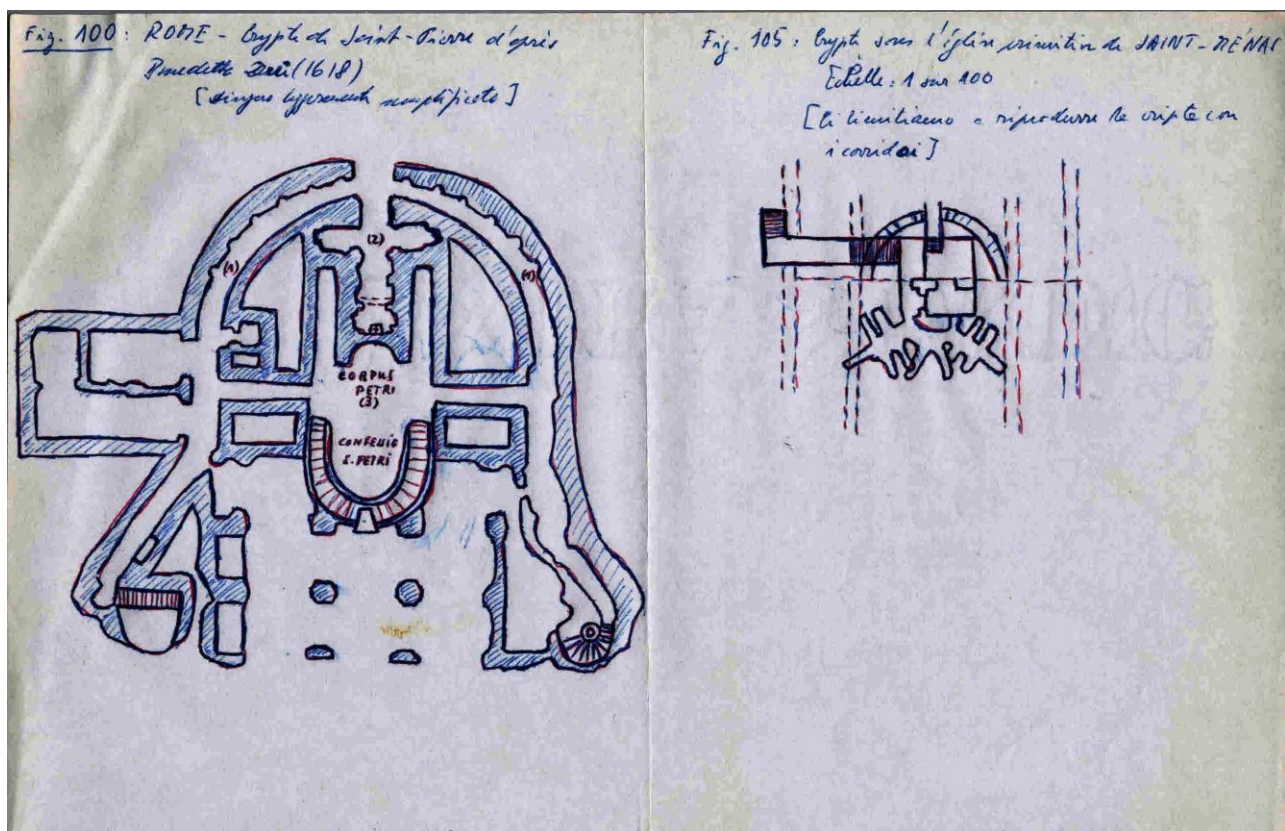 Fig. 100: ROME - Crypte de Saint-Pierre d'après
Benedetto (1618)
[disegno leggermente semplificato]
(2)
(1)
(1)
CORPUS
PETRI
(3)
CONFESSIO
S. PETRI
Fig. 105: Crypte sous l'église primitive de SAINT-MÉNAS
Echelle: 1 sur 100
[Ci limitiamo a riprodurre le cripte con
i corridoi]